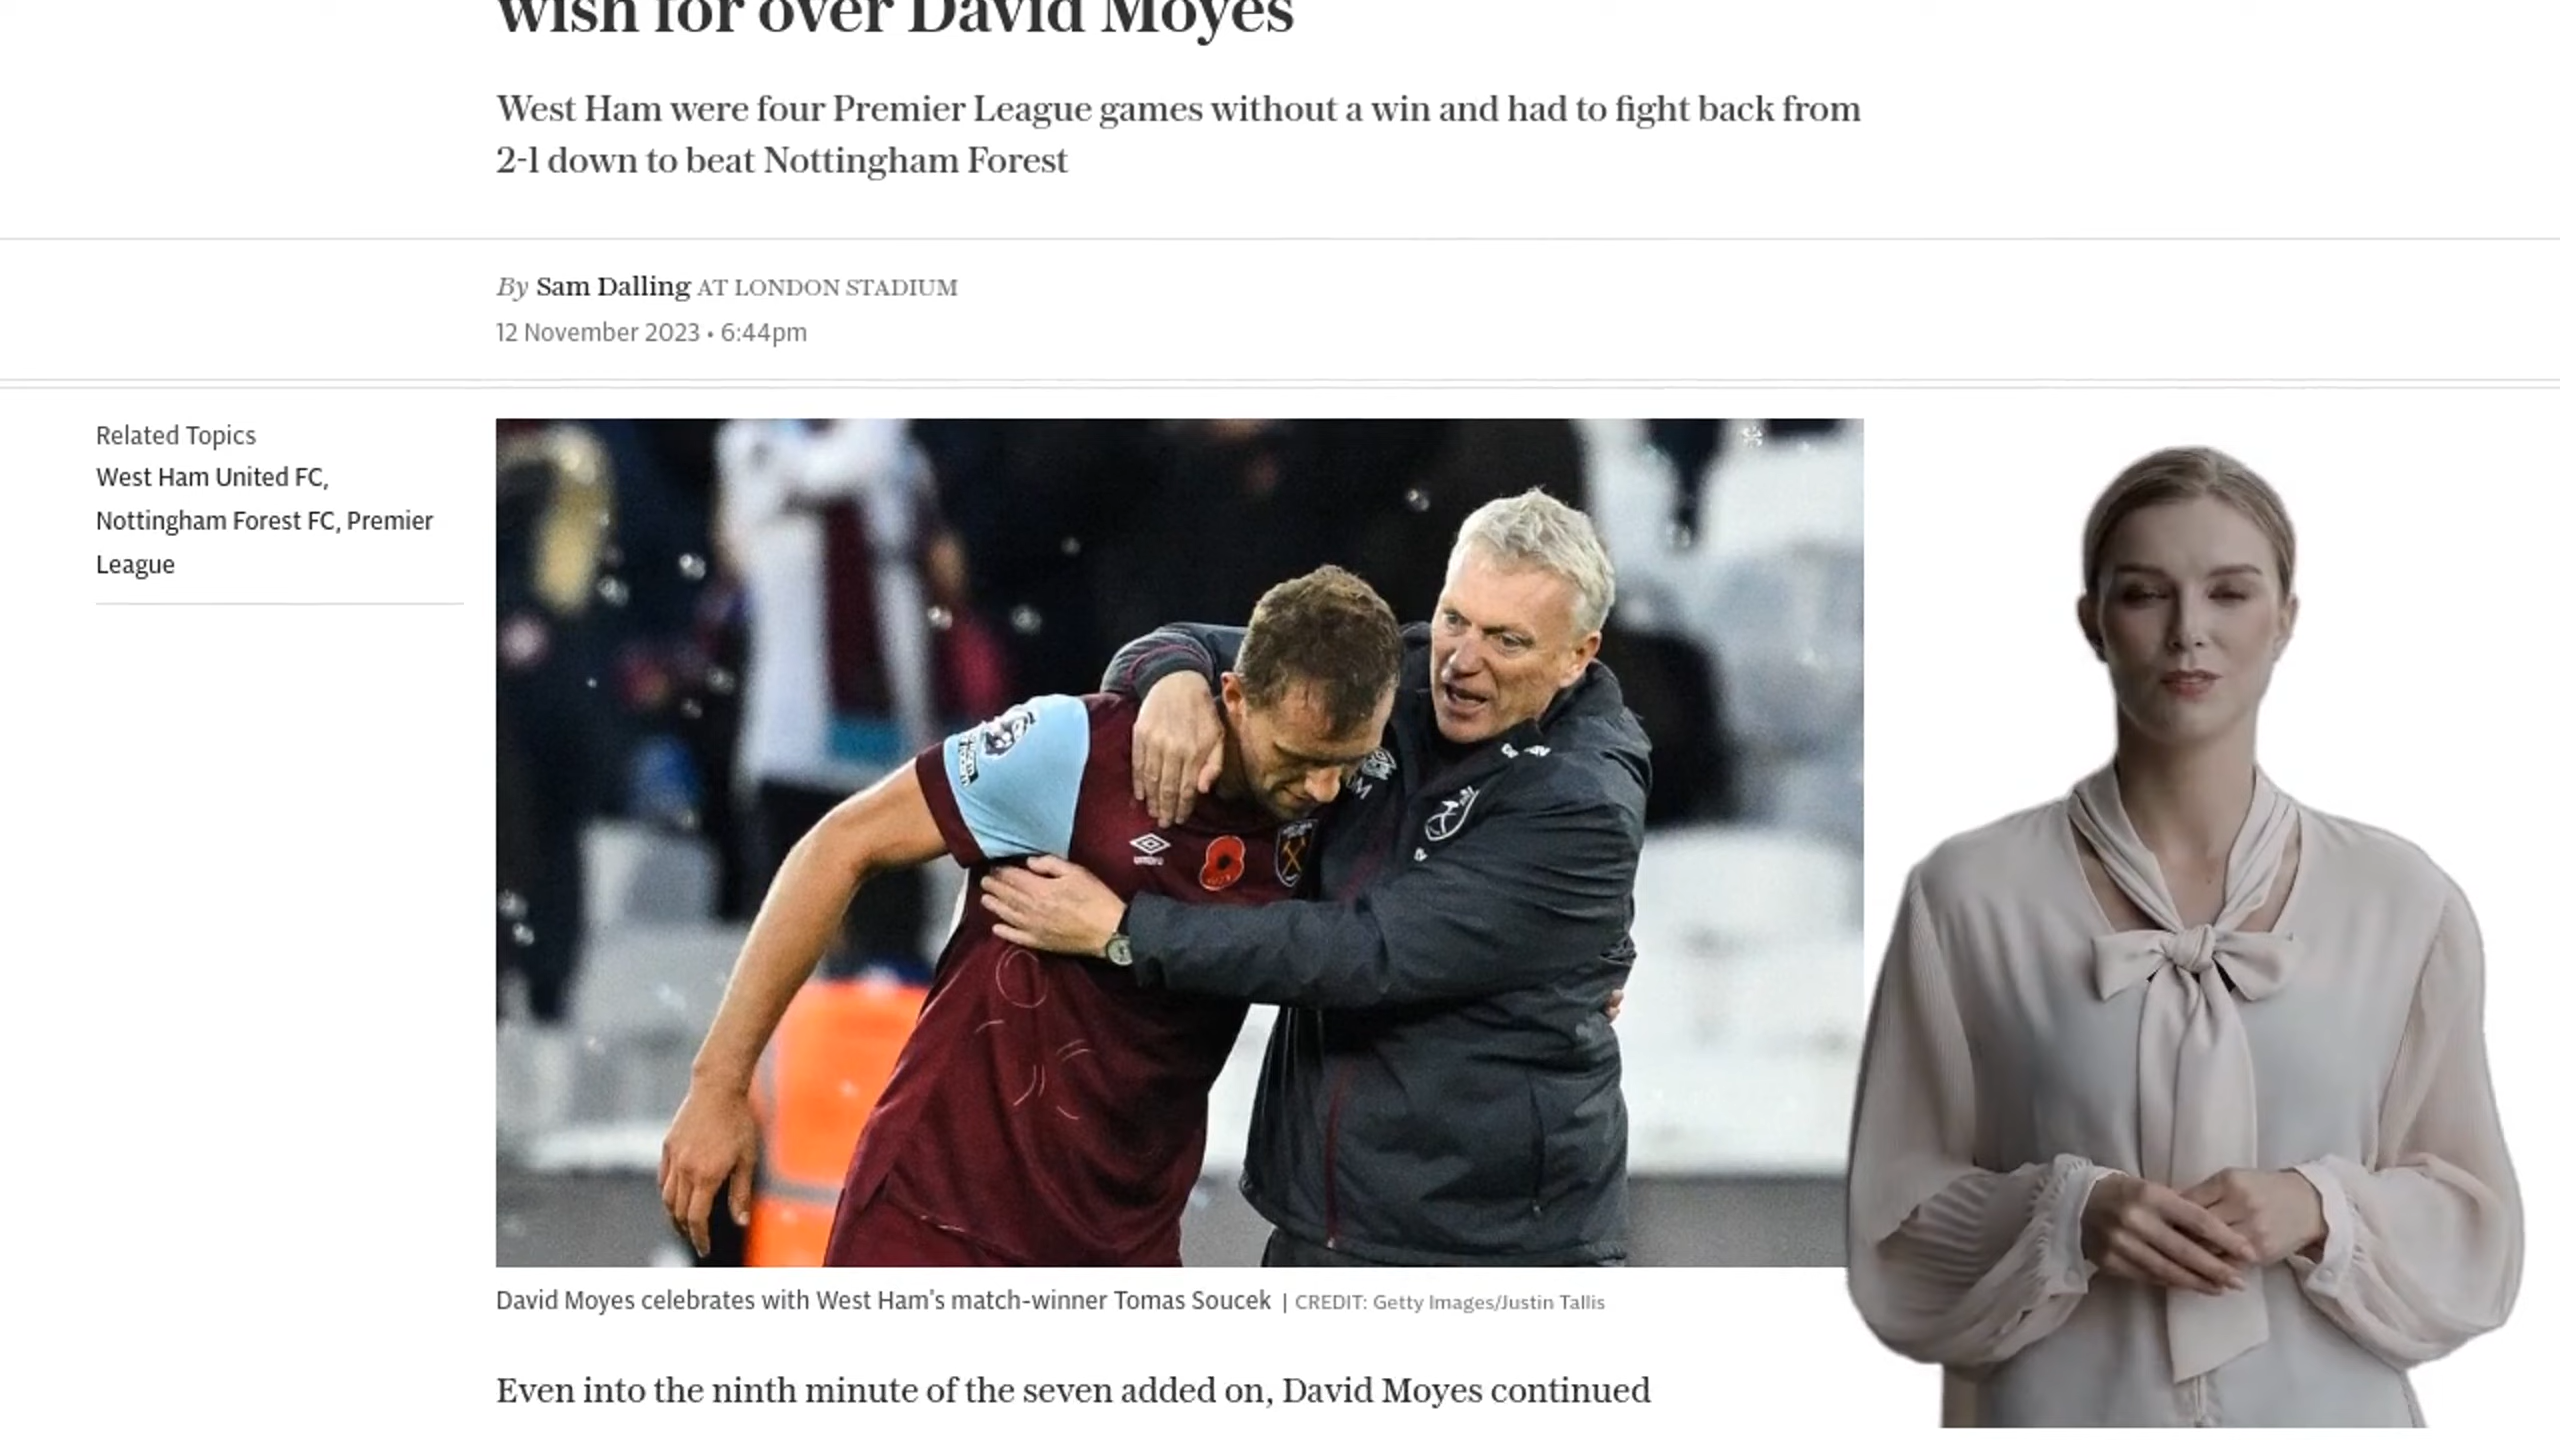 wish for over David Moyes
West Ham were four Premier League games without a win and had to fight back from
2-1 down to beat Nottingham Forest
By Sam Dalling AT LONDON STADIUM
12 November 2023 • 6:44pm
Related Topics
West Ham United FC,
Nottingham Forest FC, Premier
League
umbro
David Moyes celebrates with West Ham's match-winner Tomas Soucek | CREDIT: Getty Images/Justin Tallis
Even into the ninth minute of the seven added on, David Moyes continued